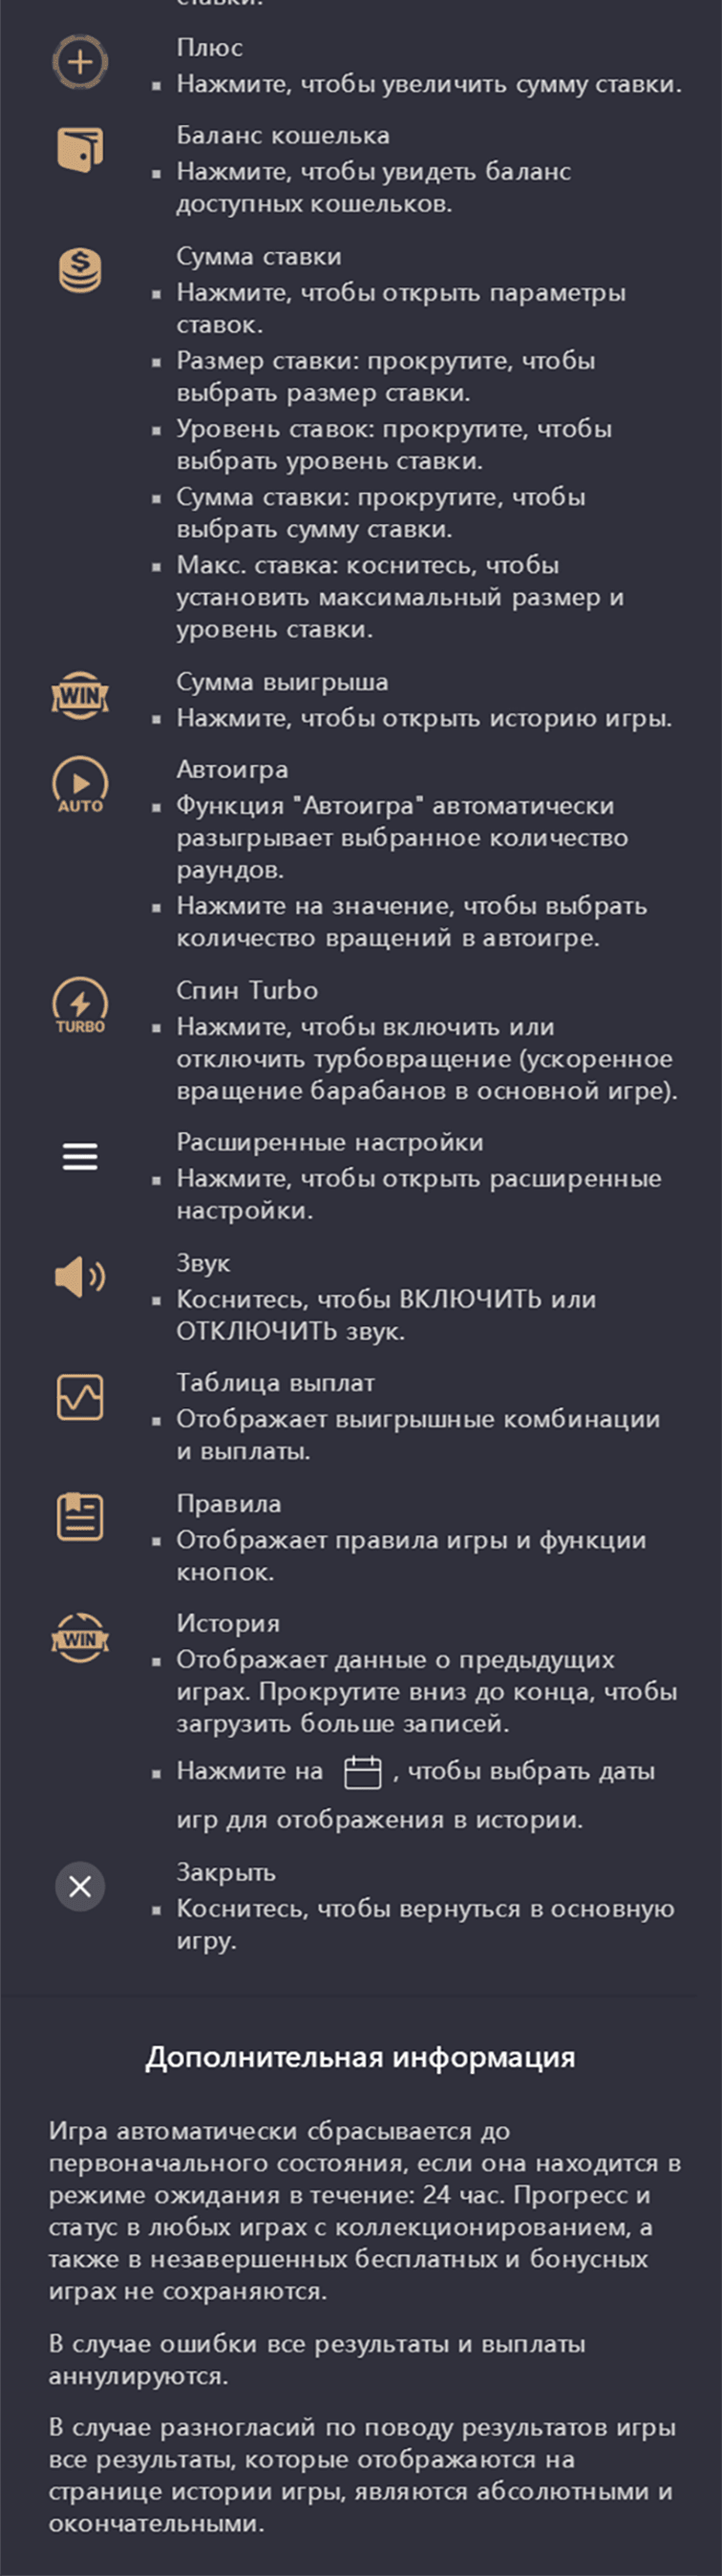 ставки.
Плюс
Нажмите, чтобы увеличить сумму ставки.
Баланс кошелька
Нажмите, чтобы увидеть баланс
доступных кошельков.
$
Сумма ставки
Нажмите, чтобы открыть параметры
ставок.
Размер ставки: прокрутите, чтобы
выбрать размер ставки.
Уровень ставок: прокрутите, чтобы
выбрать уровень ставки.
Сумма ставки: прокрутите, чтобы
выбрать сумму ставки.
Макс. ставка: коснитесь, чтобы
установить максимальный размер и
уровень ставки.
WIN
Сумма выигрыша
Нажмите, чтобы открыть историю игры.
AUTO
Автоигра
Функция "Автоигра" автоматически
разыгрывает выбранное количество
раундов.
Нажмите на значение, чтобы выбрать
количество вращений в автоигре.
TURBO
Спин Turbo
Нажмите, чтобы включить или
отключить турбовращение (ускоренное
вращение барабанов в основной игре).
Расширенные настройки
Нажмите, чтобы открыть расширенные
настройки.
Звук
Коснитесь, чтобы ВКЛЮЧИТЬ или
ОТКЛЮЧИТЬ звук.
Таблица выплат
Отображает выигрышные комбинации
и выплаты.
Правила
Отображает правила игры и функции
кнопок.
WIN
История
Отображает данные о предыдущих
играх. Прокрутите вниз до конца, чтобы
загрузить больше записей.
Нажмите на , чтобы выбрать даты
игр для отображения в истории.
Закрыть
Коснитесь, чтобы вернуться в основную
игру.
Дополнительная информация
Игра автоматически сбрасывается до
первоначального состояния, если она находится в
режиме ожидания в течение: 24 час. Прогресс и
статус в любых играх с коллекционированием, а
также в незавершенных бесплатных и бонусных
играх не сохраняются.
В случае ошибки все результаты и выплаты
аннулируются.
В случае разногласий по поводу результатов игры
все результаты, которые отображаются на
странице истории игры, являются абсолютными и
окончательными.